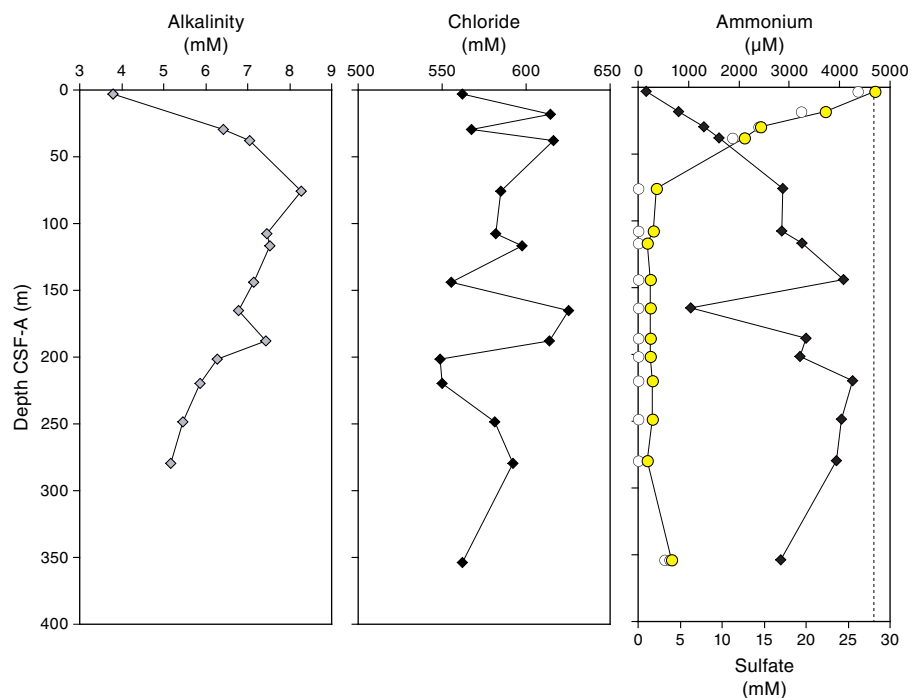 Alkalinity
(mM)
3 4 5 6 7 8 9
Chloride
(mM)
500 550 600 650
Ammonium
(µM)
0 1000 2000 3000 4000 5000
Depth CSF-A (m)
0
50
100
150
200
250
300
350
400
0 5 10 15 20 25 30
Sulfate
(mM)